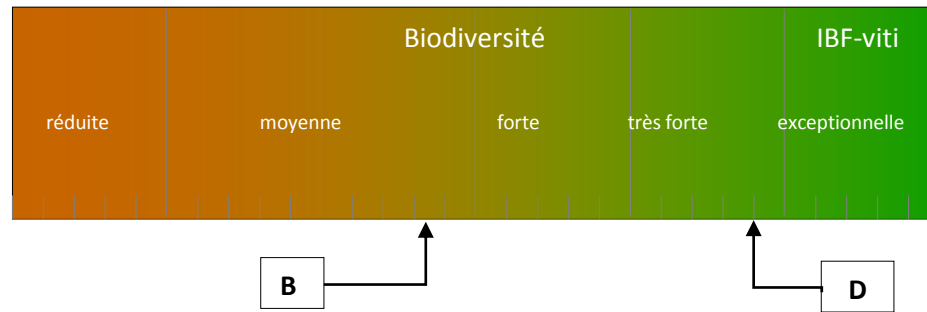 Biodiversité IBF-viti
réduite moyenne forte très forte exceptionnelle
B D